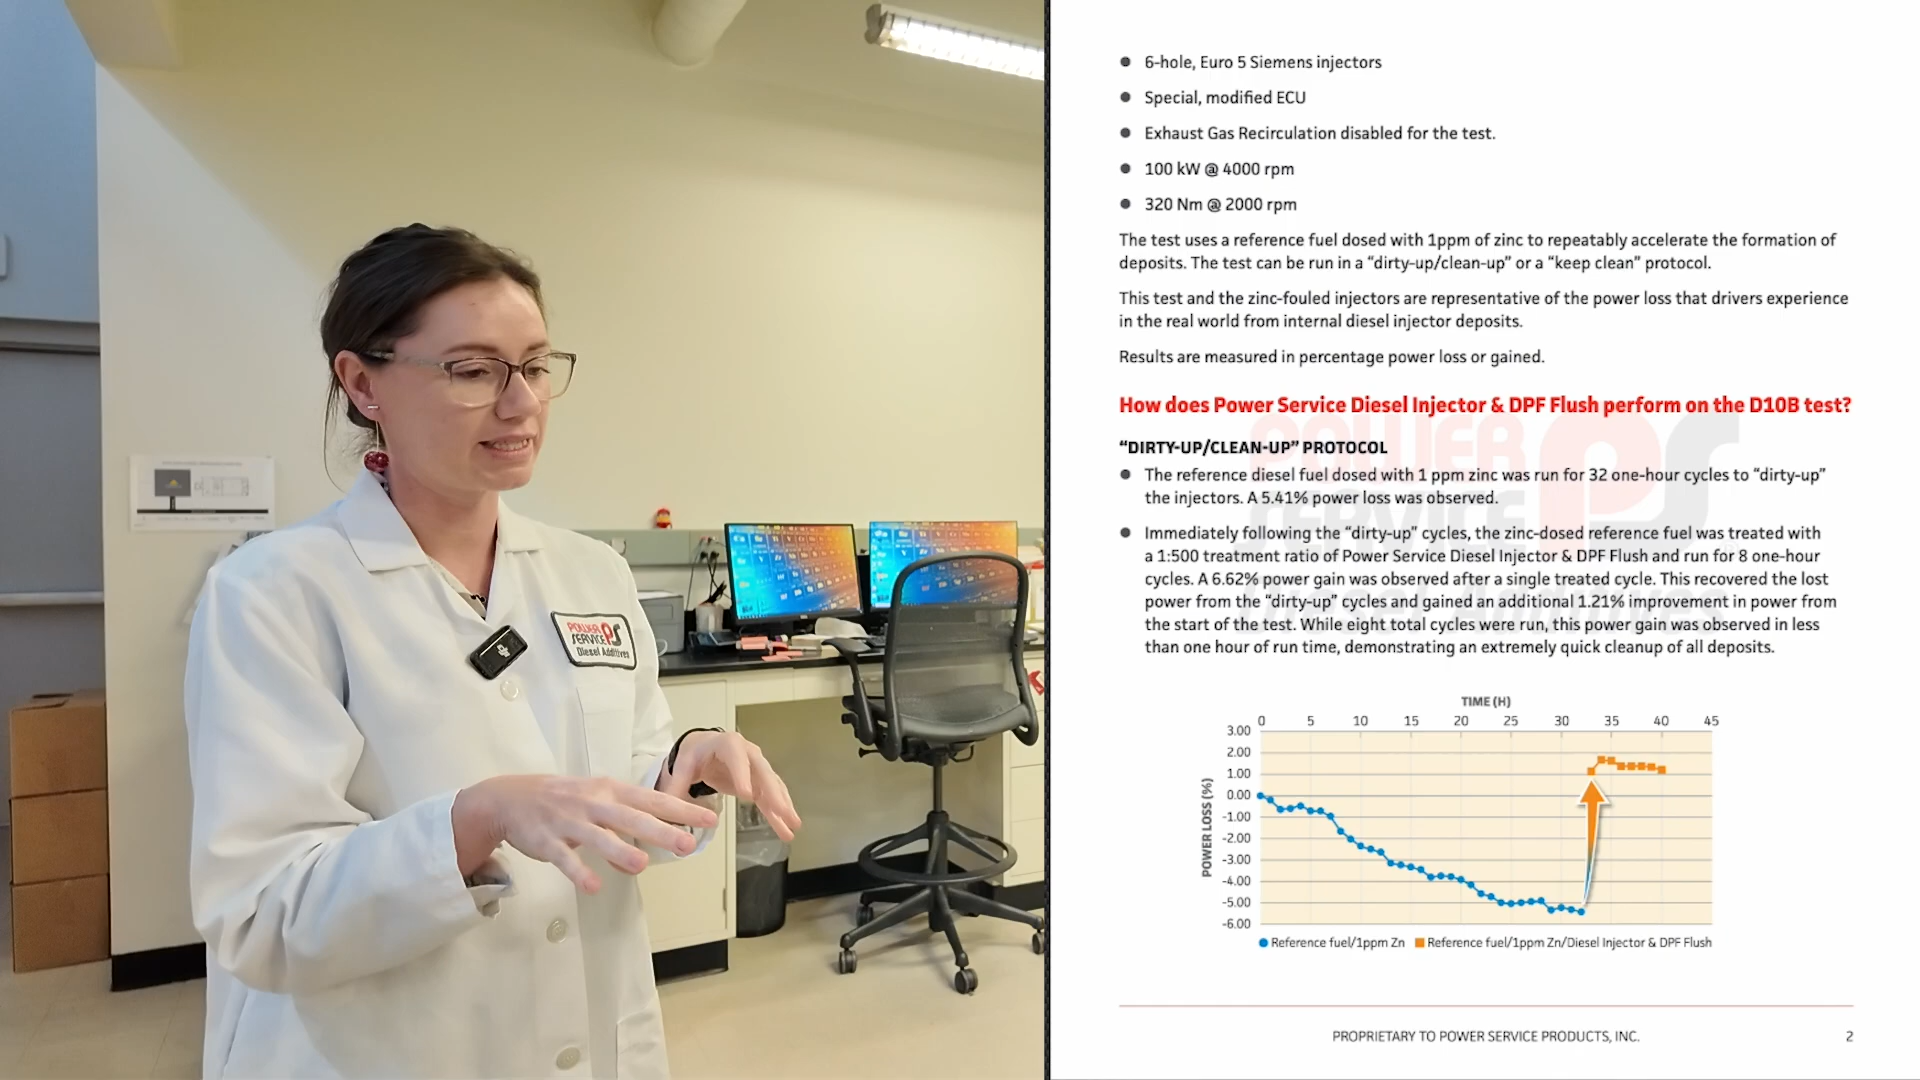 POWER
SERVICE PS
Diesel Additives
6-hole, Euro 5 Siemens injectors
Special, modified ECU
Exhaust Gas Recirculation disabled for the test.
100 kW @ 4000 rpm
320 Nm @ 2000 rpm
The test uses a reference fuel dosed with 1ppm of zinc to repeatably accelerate the formation of
deposits. The test can be run in a “dirty-up/clean-up” or a “keep clean” protocol.
This test and the zinc-fouled injectors are representative of the power loss that drivers experience
in the real world from internal diesel injector deposits.
Results are measured in percentage power loss or gained.
How does Power Service Diesel Injector & DPF Flush perform on the D10B test?
“DIRTY-UP/CLEAN-UP” PROTOCOL
The reference diesel fuel dosed with 1 ppm zinc was run for 32 one-hour cycles to “dirty-up”
the injectors. A 5.41% power loss was observed.
Immediately following the “dirty-up” cycles, the zinc-dosed reference fuel was treated with
a 1:500 treatment ratio of Power Service Diesel Injector & DPF Flush and run for 8 one-hour
cycles. A 6.62% power gain was observed after a single treated cycle. This recovered the lost
power from the “dirty-up” cycles and gained an additional 1.21% improvement in power from
the start of the test. While eight total cycles were run, this power gain was observed in less
than one hour of run time, demonstrating an extremely quick cleanup of all deposits.
POWER
SERVICE PS
Diesel Additives
TIME (H)
0 5 10 15 20 25 30 35 40 45
3.00
2.00
1.00
0.00
-1.00
-2.00
-3.00
-4.00
-5.00
-6.00
POWER LOSS (%)
Reference fuel/1ppm Zn Reference fuel/1ppm Zn/Diesel Injector & DPF Flush
PROPRIETARY TO POWER SERVICE PRODUCTS, INC. 2